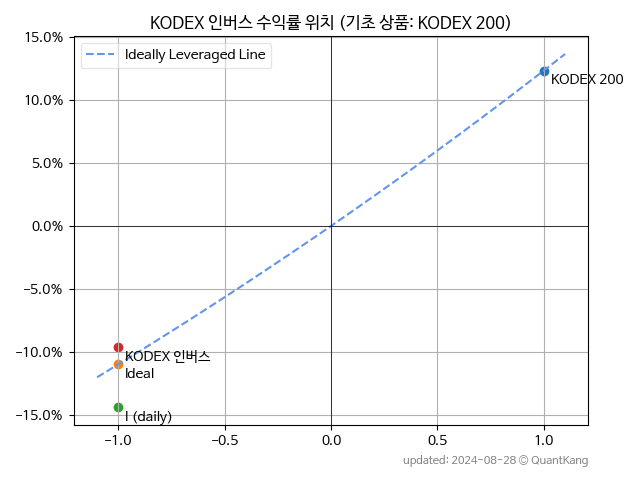 KODEX 인버스 수익률 위치 (기초 상품: KODEX 200)
15.0%
Ideally Leveraged Line
KODEX 200
10.0%
5.0%
0.0%
−5.0%
−10.0%
KODEX 인버스
Ideal
−15.0%
I (daily)
−1.0
−0.5
0.0
0.5
1.0
updated: 2024-08-28 © QuantKang